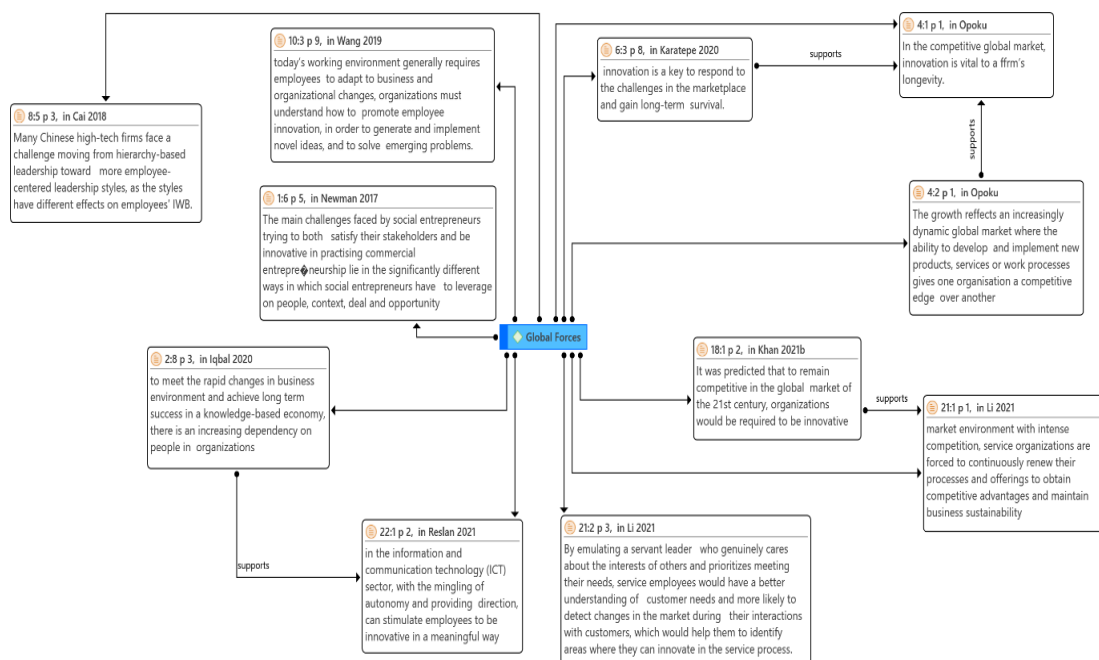 10:3 p 9, in Wang 2019
today's working environment generally requires
employees to adapt to business and
organizational changes, organizations must
understand how to promote employee
innovation, in order to generate and implement
novel ideas, and to solve emerging problems.
6:3 p 8, in Karatepe 2020
innovation is a key to respond to
the challenges in the marketplace
and gain long-term survival.
supports
4:1 p 1, in Opoku
In the competitive global market,
innovation is vital to a ffrm's
longevity.
8:5 p 3, in Cai 2018
Many Chinese high-tech firms face a
challenge moving from hierarchy-based
leadership toward more employee-
centered leadership styles, as the styles
have different effects on employees' IWB.
supports
1:6 p 5, in Newman 2017
The main challenges faced by social entrepreneurs
trying to both satisfy their stakeholders and be
innovative in practising commercial
entrepre�neurship lie in the significantly different
ways in which social entrepreneurs have to leverage
on people, context, deal and opportunity
4:2 p 1, in Opoku
The growth reffects an increasingly
dynamic global market where the
ability to develop and implement new
products, services or work processes
gives one organisation a competitive
edge over another
Global Forces
2:8 p 3, in Iqbal 2020
to meet the rapid changes in business
environment and achieve long term
success in a knowledge-based economy,
there is an increasing dependency on
people in organizations
18:1 p 2, in Khan 2021b
It was predicted that to remain
competitive in the global market of
the 21st century, organizations
would be required to be innovative
supports
21:1 p 1, in Li 2021
market environment with intense
competition, service organizations are
forced to continuously renew their
processes and offerings to obtain
competitive advantages and maintain
business sustainability
supports
22:1 p 2, in Reslan 2021
in the information and
communication technology (ICT)
sector, with the mingling of
autonomy and providing direction,
can stimulate employees to be
innovative in a meaningful way
21:2 p 3, in Li 2021
By emulating a servant leader who genuinely cares
about the interests of others and prioritizes meeting
their needs, service employees would have a better
understanding of customer needs and more likely to
detect changes in the market during their interactions
with customers, which would help them to identify
areas where they can innovate in the service process.